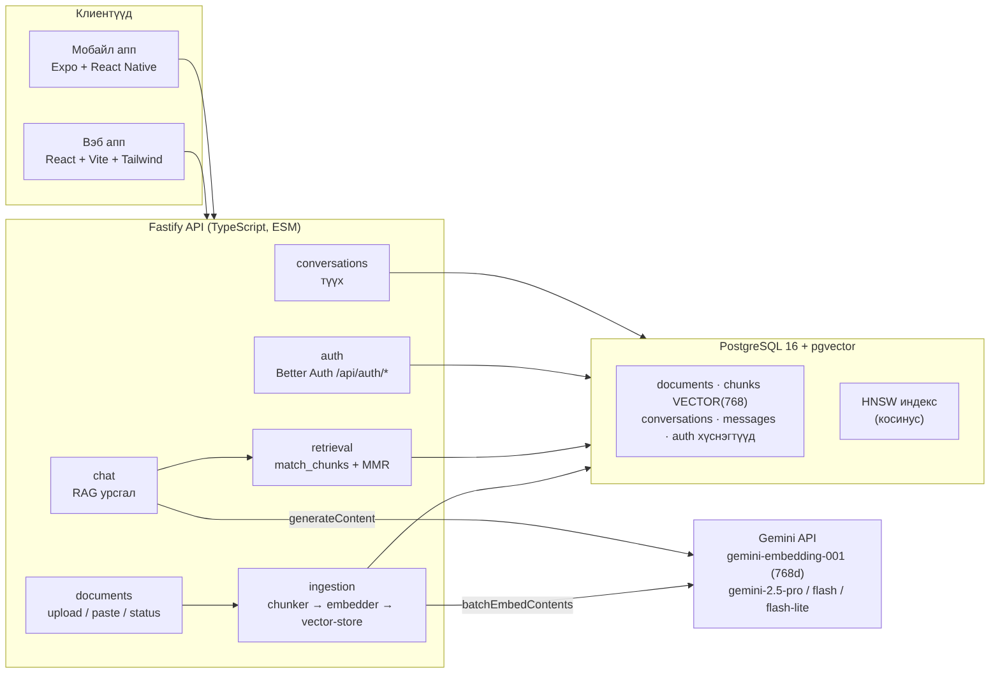 Клиентүүд
Мобайл апп
Expo + React Native
Вэб апп
React + Vite + Tailwind
Fastify API (TypeScript, ESM)
conversations
түүх
auth
Better Auth /api/auth/*
retrieval
match_chunks + MMR
chat
RAG урсгал
generateContent
documents
upload / paste / status
ingestion
chunker → embedder →
vector-store
batchEmbedContents
PostgreSQL 16 + pgvector
documents · chunks
VECTOR(768)
conversations · messages
· auth хүснэгтүүд
HNSW индекс
(косинус)
Gemini API
gemini-embedding-001
(768d)
gemini-2.5-pro / flash /
flash-lite